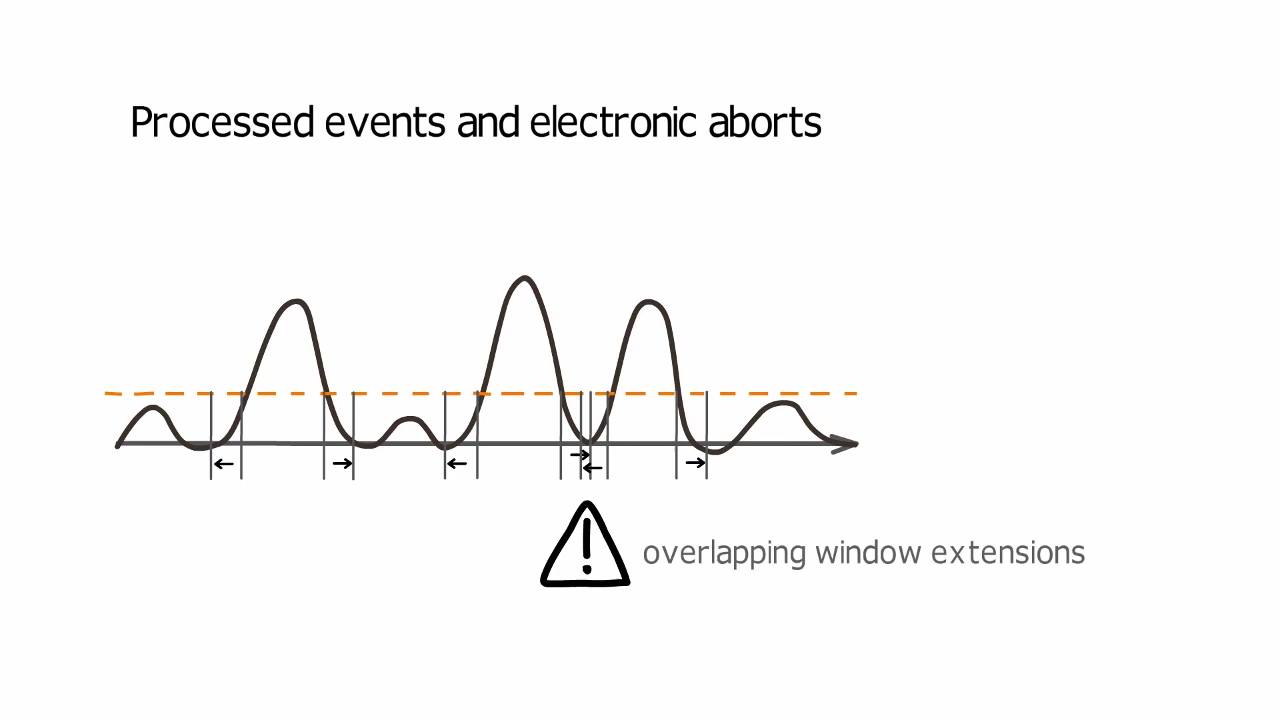 Processed events and electronic aborts
overlapping window extensions